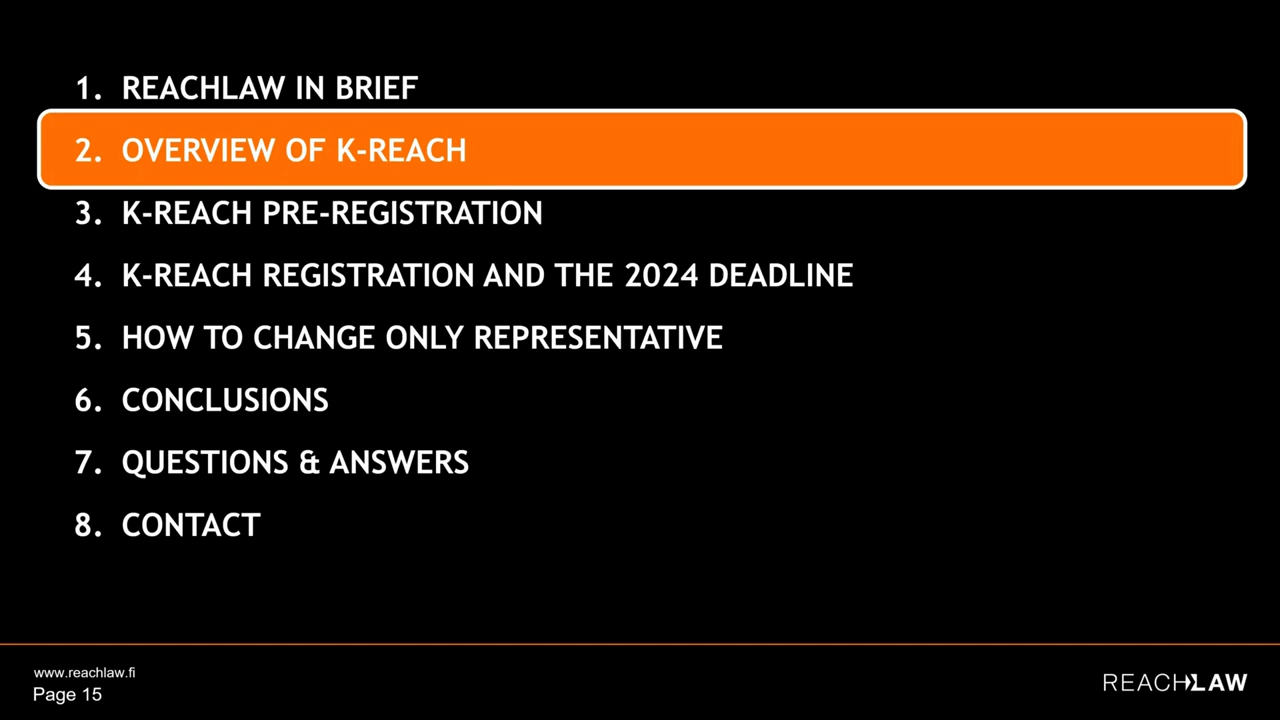 1. REACHLAW IN BRIEF
2. OVERVIEW OF K-REACH
3. K-REACH PRE-REGISTRATION
4. K-REACH REGISTRATION AND THE 2024 DEADLINE
5. HOW TO CHANGE ONLY REPRESENTATIVE
6. CONCLUSIONS
7. QUESTIONS & ANSWERS
8. CONTACT
www.reachlaw.fi
Page 15
REACHLAW